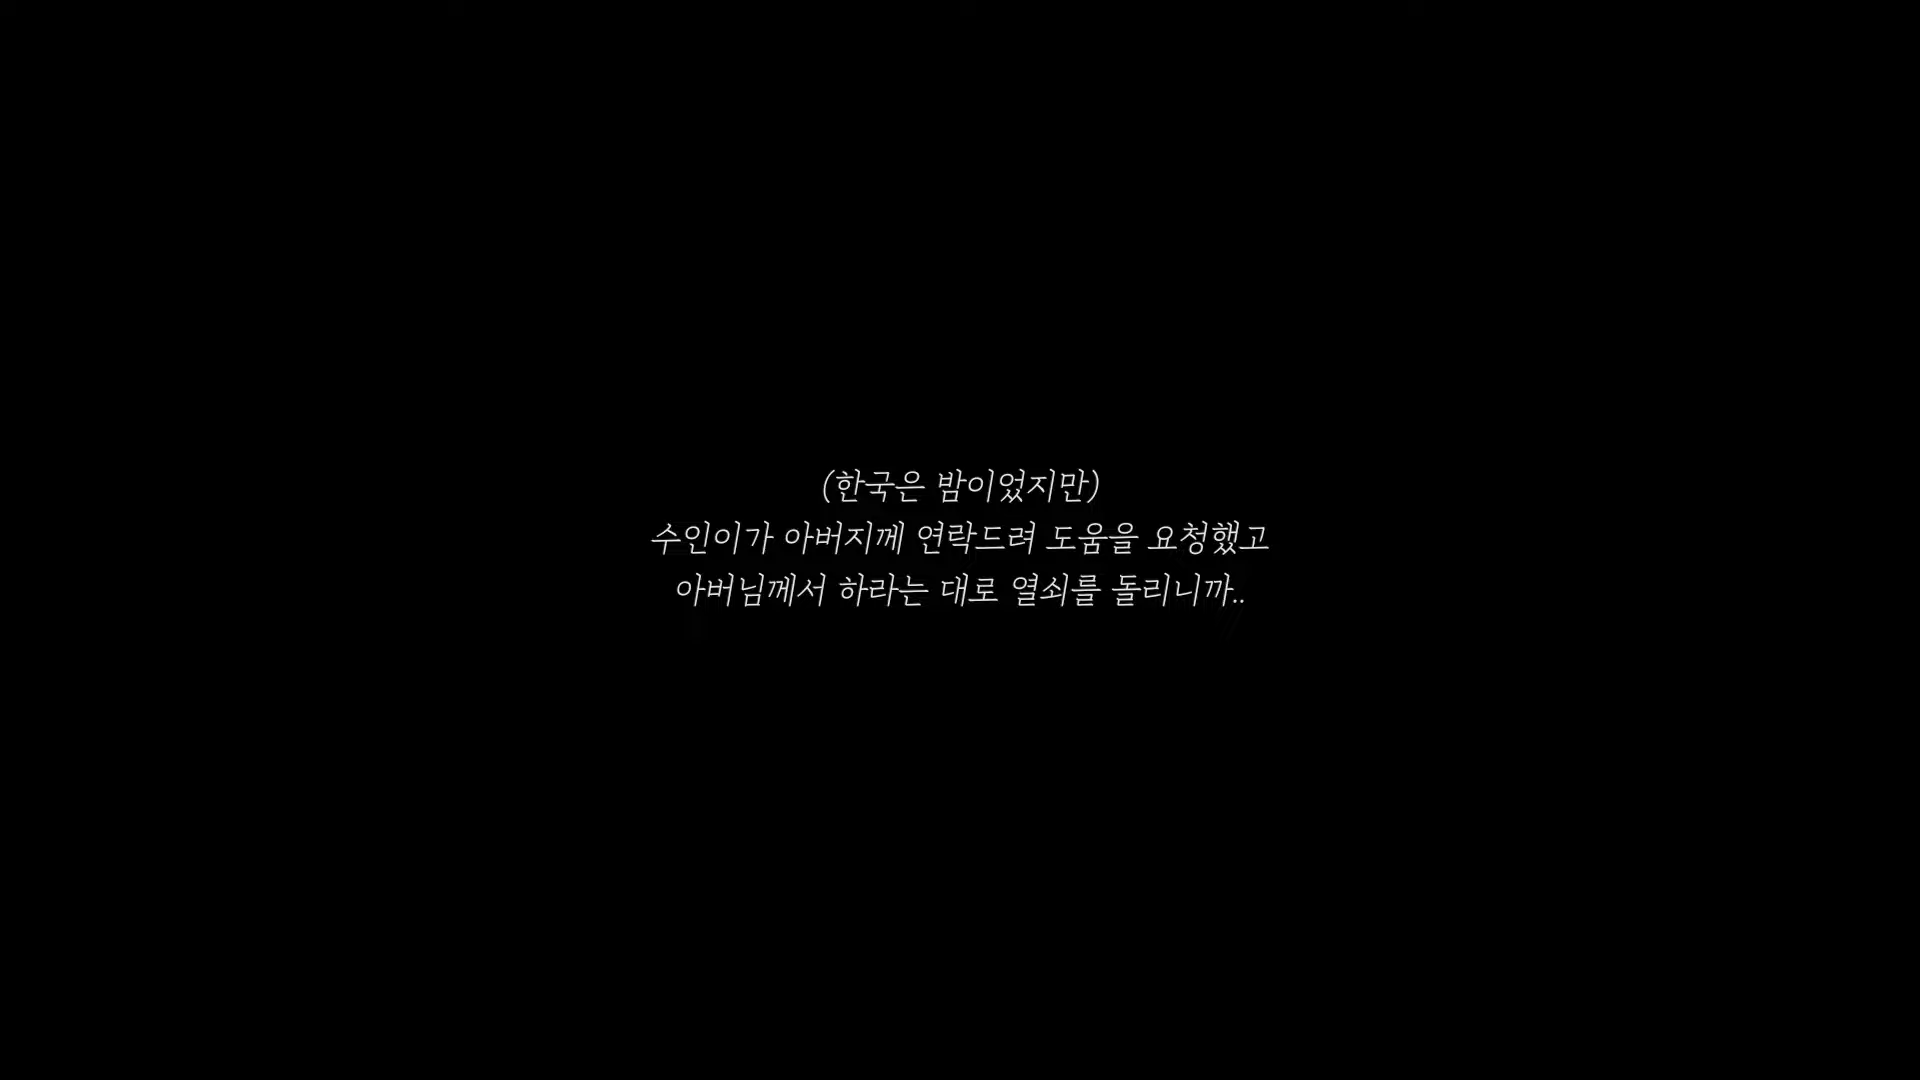 (한국은 밤이었지만)
수인이가 아버지께 연락드려 도움을 요청했고
아버님께서 하라는 대로 열쇠를 돌리니까..